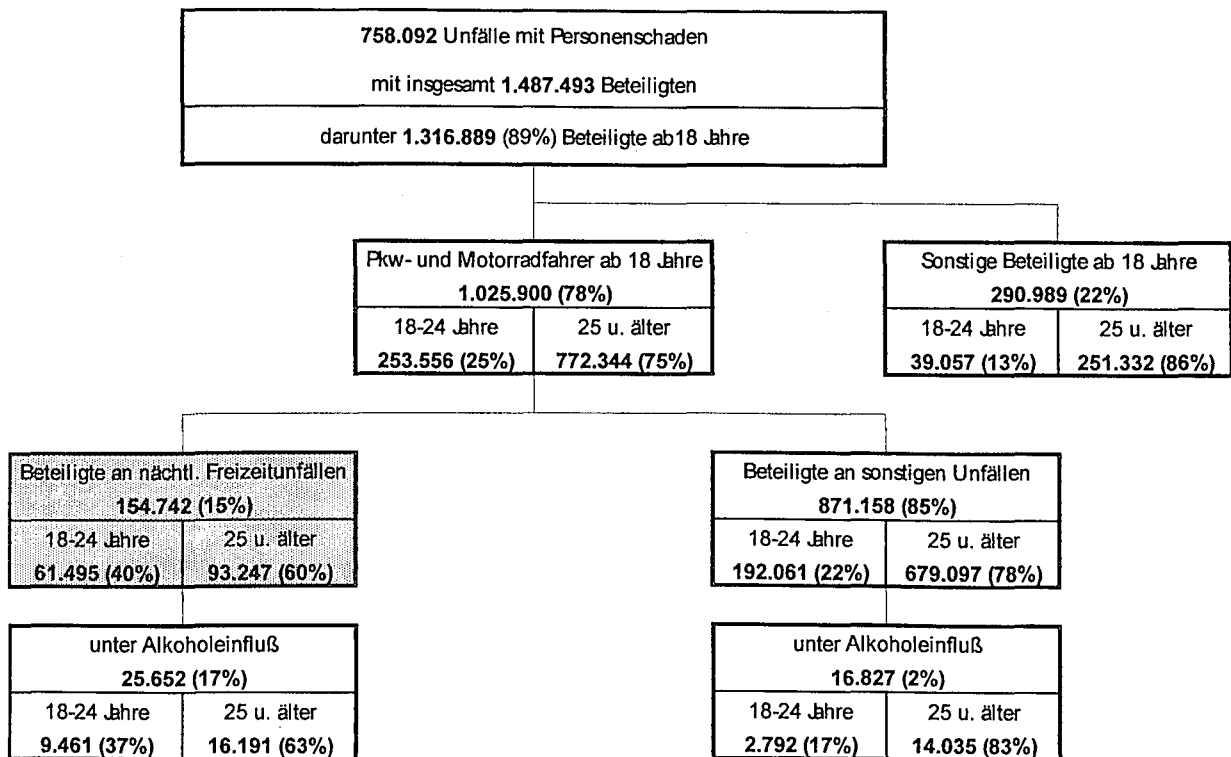 758.092 Unfälle mit Personenschaden
mit insgesamt 1.487.493 Beteiligten
darunter 1.316.889 (89%) Beteiligte ab18 Jahre
Pkw- und Motorradfahrer ab 18 Jahre
1.025.900 (78%)
18-24 Jahre
25 u. älter
253.556 (25%)
772.344 (75%)
Sonstige Beteiligte ab 18 Jahre
290.989 (22%)
18-24 Jahre
25 u. älter
39.057 (13%)
251.332 (86%)
Beteiligte an nächtl. Freizeitunfällen
154.742 (15%)
18-24 Jahre
25 u. älter
61.495 (40%)
93.247 (60%)
Beteiligte an sonstigen Unfällen
871.158 (85%)
18-24 Jahre
25 u. älter
192.061 (22%)
679.097 (78%)
unter Alkoholeinfluß
25.652 (17%)
18-24 Jahre
25 u. älter
9.461 (37%)
16.191 (63%)
unter Alkoholeinfluß
16.827 (2%)
18-24 Jahre
25 u. älter
2.792 (17%)
14.035 (83%)